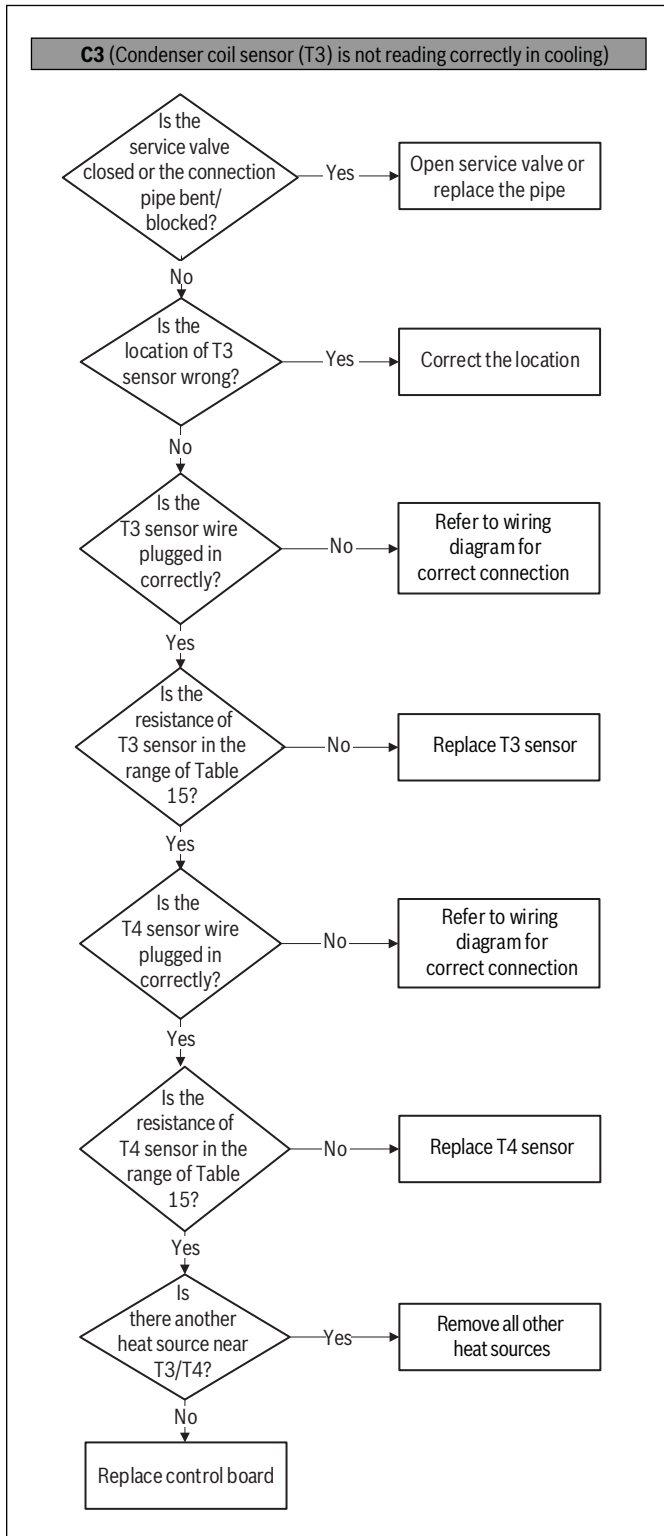 C3 (Condenser coil sensor (T3) is not reading correctly in cooling)
Is the
service valve
closed or the connection
pipe bent/
blocked?
Yes
Open service valve or
replace the pipe
No
Is the
location of T3
sensor wrong?
Yes
Correct the location
No
Is the
T3 sensor wire
plugged in
correctly?
No
Refer to wiring
diagram for
correct connection
Yes
Is the
resistance of
T3 sensor in the
range of Table
15?
No
Replace T3 sensor
Yes
Is the
T4 sensor wire
plugged in
correctly?
No
Refer to wiring
diagram for
correct connection
Yes
Is the
resistance of
T4 sensor in the
range of Table
15?
No
Replace T4 sensor
Yes
Is
there another
heat source near
T3/T4?
Yes
Remove all other
heat sources
No
Replace control board